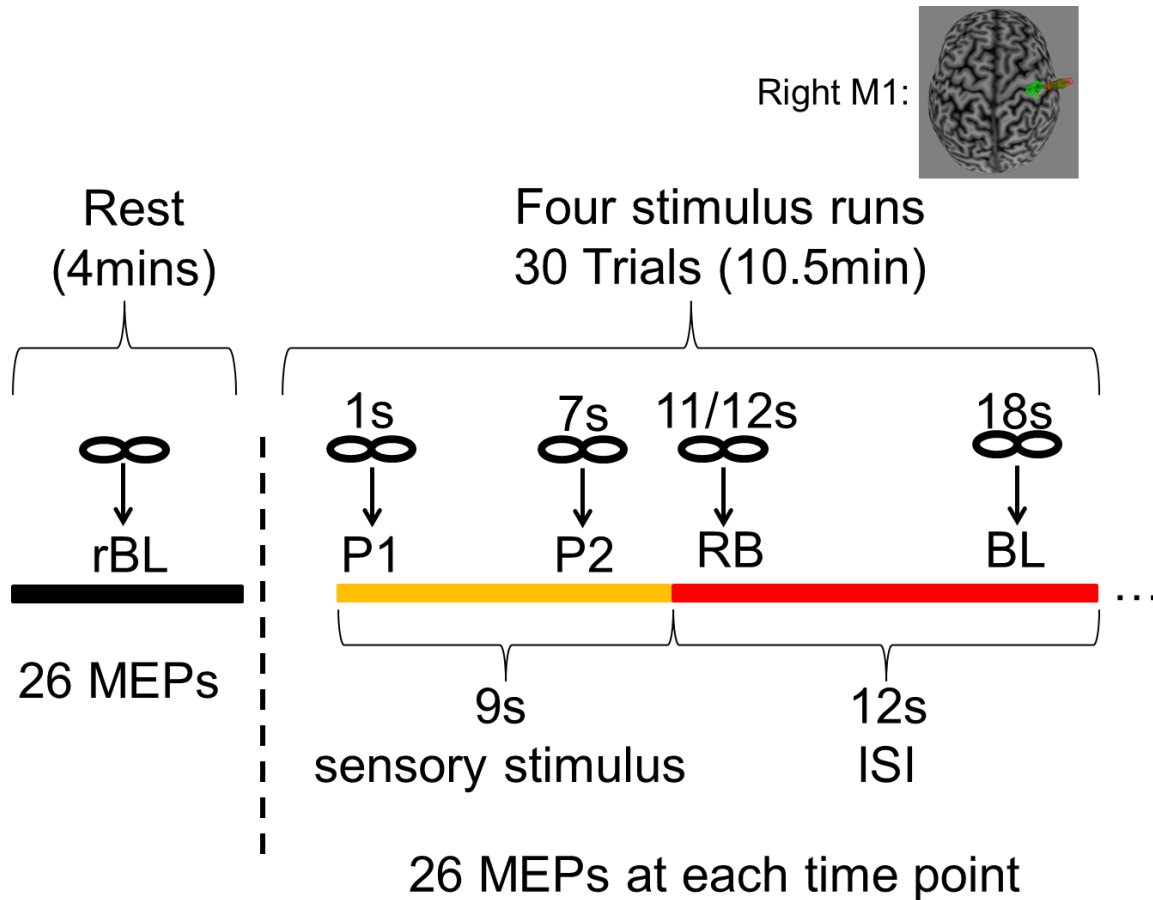 Right M1:
Rest
(4mins)
Four stimulus runs
30 Trials (10.5min)
1s
7s
11/12s
18s
rBL
P1
P2
RB
BL
...
26 MEPs
9s
sensory stimulus
12s
ISI
26 MEPs at each time point